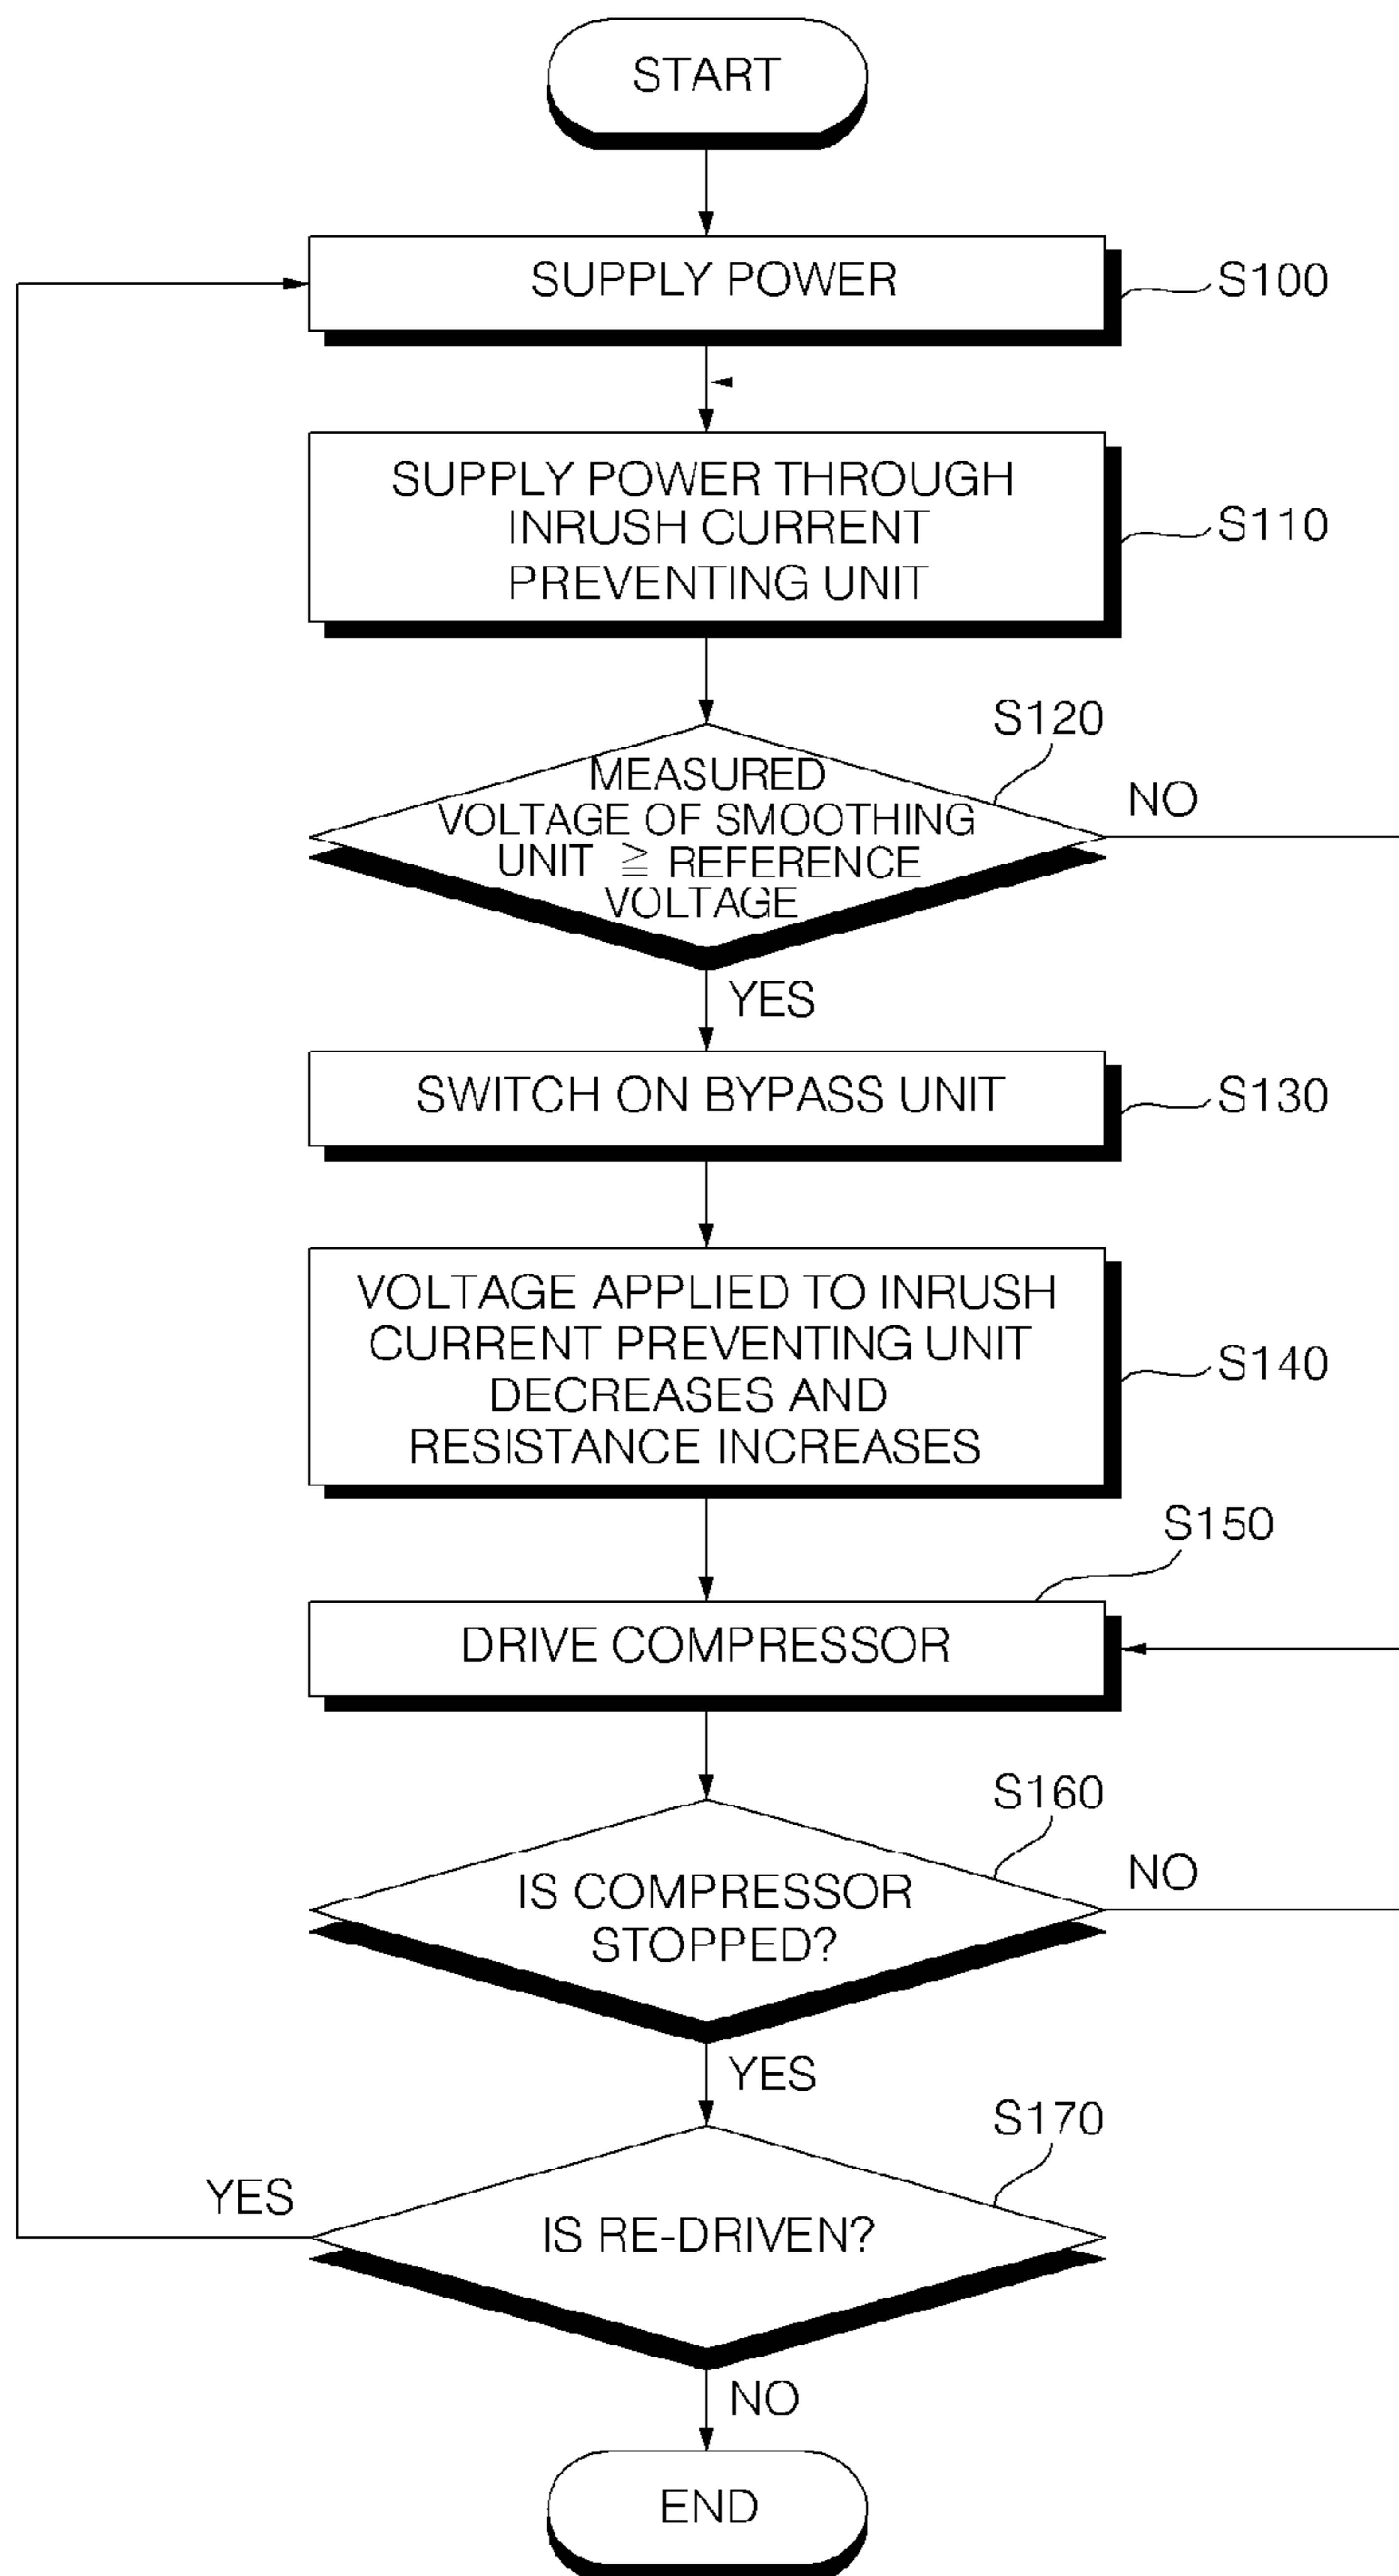 START
SUPPLY POWER
S100
SUPPLY POWER THROUGH
INRUSH CURRENT
PREVENTING UNIT
S110
S120
MEASURED
VOLTAGE OF SMOOTHING
UNIT ≧ REFERENCE
VOLTAGE
NO
YES
SWITCH ON BYPASS UNIT
S130
VOLTAGE APPLIED TO INRUSH
CURRENT PREVENTING UNIT
DECREASES AND
RESISTANCE INCREASES
S140
S150
DRIVE COMPRESSOR
S160
IS COMPRESSOR
STOPPED?
NO
YES
S170
YES
IS RE-DRIVEN?
NO
END